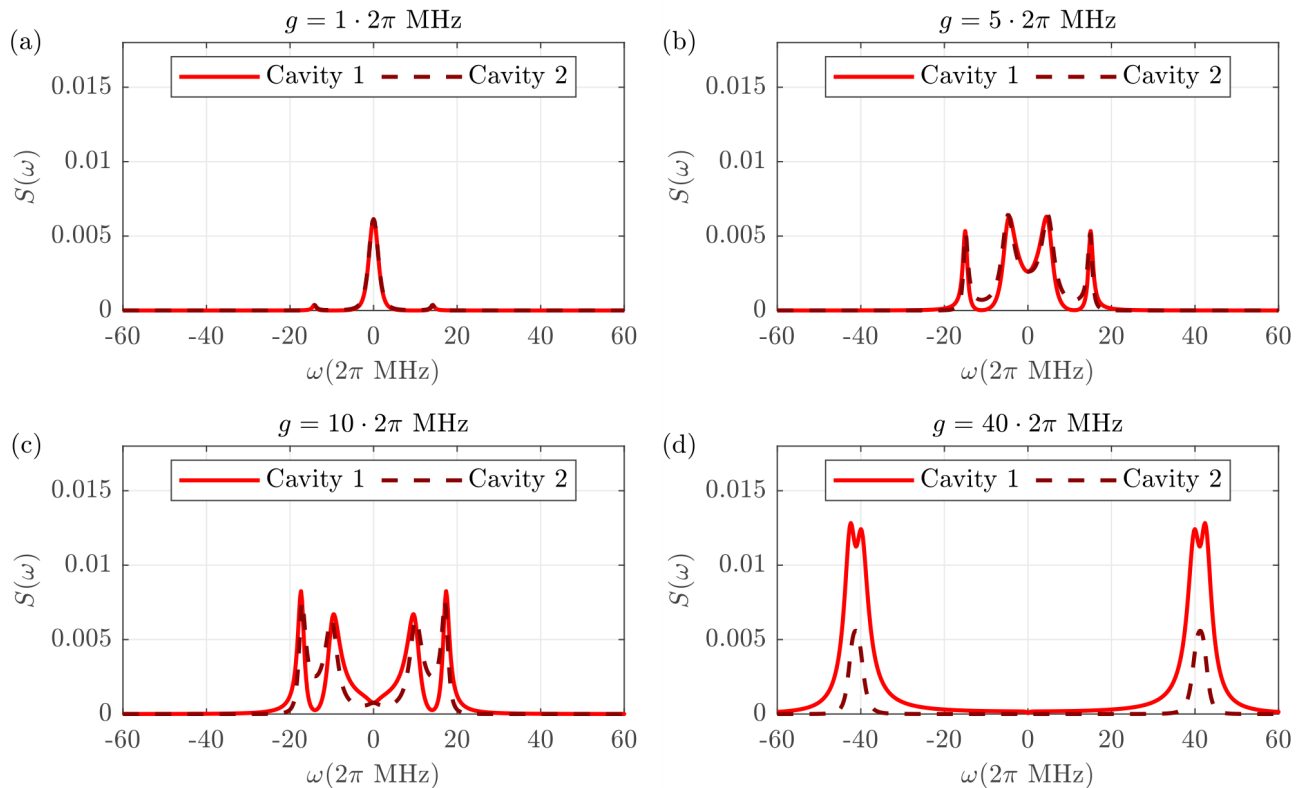 (a)
g = 1 · 2π MHz
Cavity 1 Cavity 2
0.015
0.01
0.005
0
S(ω)
-60 -40 -20 0 20 40 60
ω(2π MHz)
(b)
g = 5 · 2π MHz
Cavity 1 Cavity 2
0.015
0.01
0.005
0
S(ω)
-60 -40 -20 0 20 40 60
ω(2π MHz)
(c)
g = 10 · 2π MHz
Cavity 1 Cavity 2
0.015
0.01
0.005
0
S(ω)
-60 -40 -20 0 20 40 60
ω(2π MHz)
(d)
g = 40 · 2π MHz
Cavity 1 Cavity 2
0.015
0.01
0.005
0
S(ω)
-60 -40 -20 0 20 40 60
ω(2π MHz)